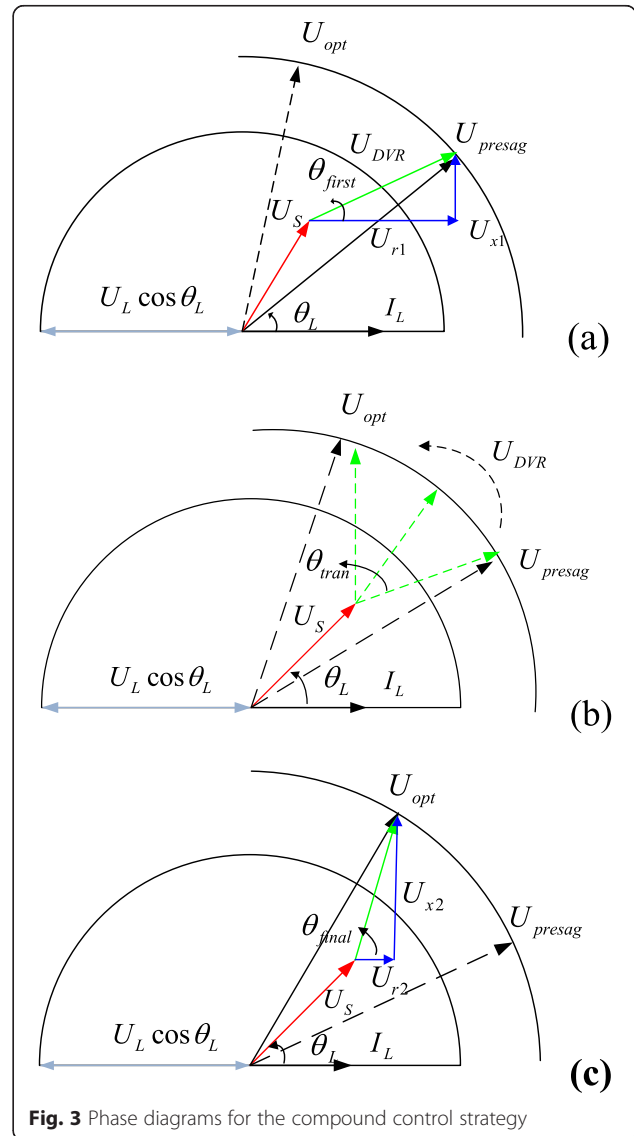 U_opt
U_DVR
U_presag
θ_first
U_S
U_r1
U_x1
U_L cos θ_L
θ_L
I_L
(a)
U_opt
U_DVR
θ_tran
U_presag
U_S
U_L cos θ_L
θ_L
I_L
(b)
U_opt
U_x2
U_presag
θ_final
U_r2
U_S
U_L cos θ_L
θ_L
I_L
(c)
Fig. 3 Phase diagrams for the compound control strategy